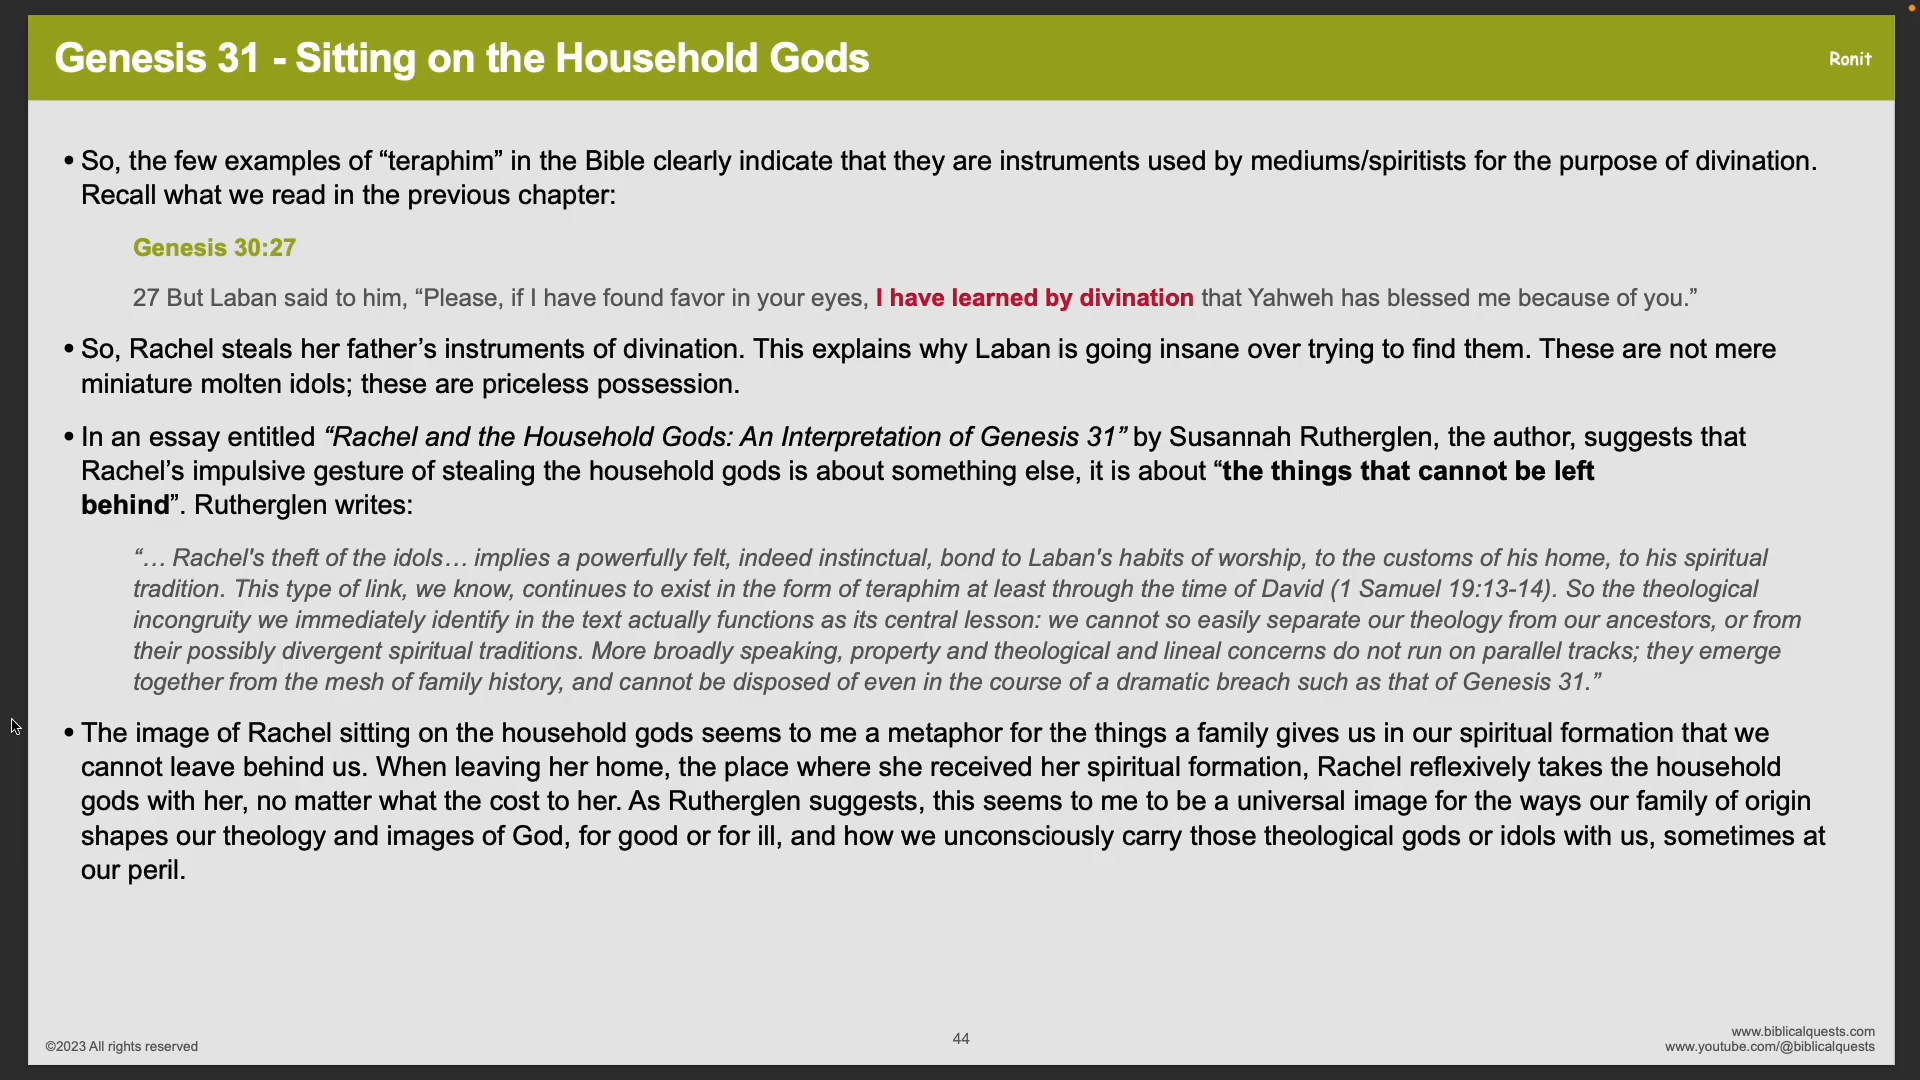 Genesis 31 - Sitting on the Household Gods
Ronit
• So, the few examples of “teraphim” in the Bible clearly indicate that they are instruments used by mediums/spiritists for the purpose of divination.
Recall what we read in the previous chapter:
Genesis 30:27
27 But Laban said to him, “Please, if I have found favor in your eyes, I have learned by divination that Yahweh has blessed me because of you.”
• So, Rachel steals her father’s instruments of divination. This explains why Laban is going insane over trying to find them. These are not mere
miniature molten idols; these are priceless possession.
• In an essay entitled “Rachel and the Household Gods: An Interpretation of Genesis 31” by Susannah Rutherglen, the author, suggests that
Rachel’s impulsive gesture of stealing the household gods is about something else, it is about “the things that cannot be left
behind”. Rutherglen writes:
“… Rachel's theft of the idols… implies a powerfully felt, indeed instinctual, bond to Laban's habits of worship, to the customs of his home, to his spiritual
tradition. This type of link, we know, continues to exist in the form of teraphim at least through the time of David (1 Samuel 19:13-14). So the theological
incongruity we immediately identify in the text actually functions as its central lesson: we cannot so easily separate our theology from our ancestors, or from
their possibly divergent spiritual traditions. More broadly speaking, property and theological and lineal concerns do not run on parallel tracks; they emerge
together from the mesh of family history, and cannot be disposed of even in the course of a dramatic breach such as that of Genesis 31.”
• The image of Rachel sitting on the household gods seems to me a metaphor for the things a family gives us in our spiritual formation that we
cannot leave behind us. When leaving her home, the place where she received her spiritual formation, Rachel reflexively takes the household
gods with her, no matter what the cost to her. As Rutherglen suggests, this seems to me to be a universal image for the ways our family of origin
shapes our theology and images of God, for good or for ill, and how we unconsciously carry those theological gods or idols with us, sometimes at
our peril.
©2023 All rights reserved
44
www.biblicalquests.com
www.youtube.com/@biblicalquests